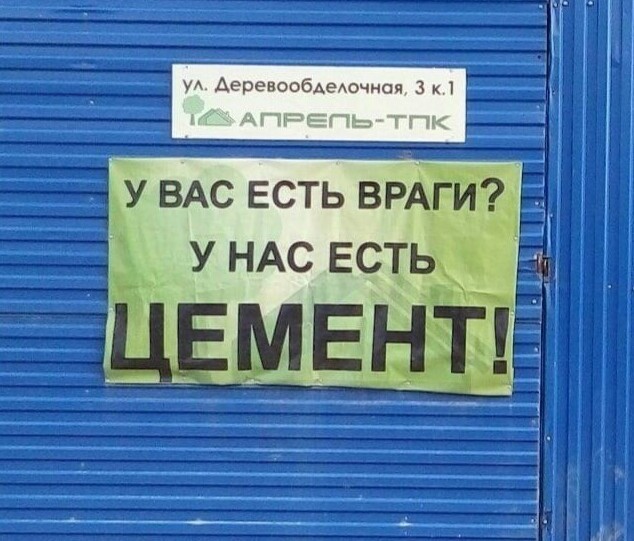 ул. Деревообделочная, 3 к.1
АПРЕЛЬ-ТПК
У ВАС ЕСТЬ ВРАГИ?
У НАС ЕСТЬ
ЦЕМЕНТ!